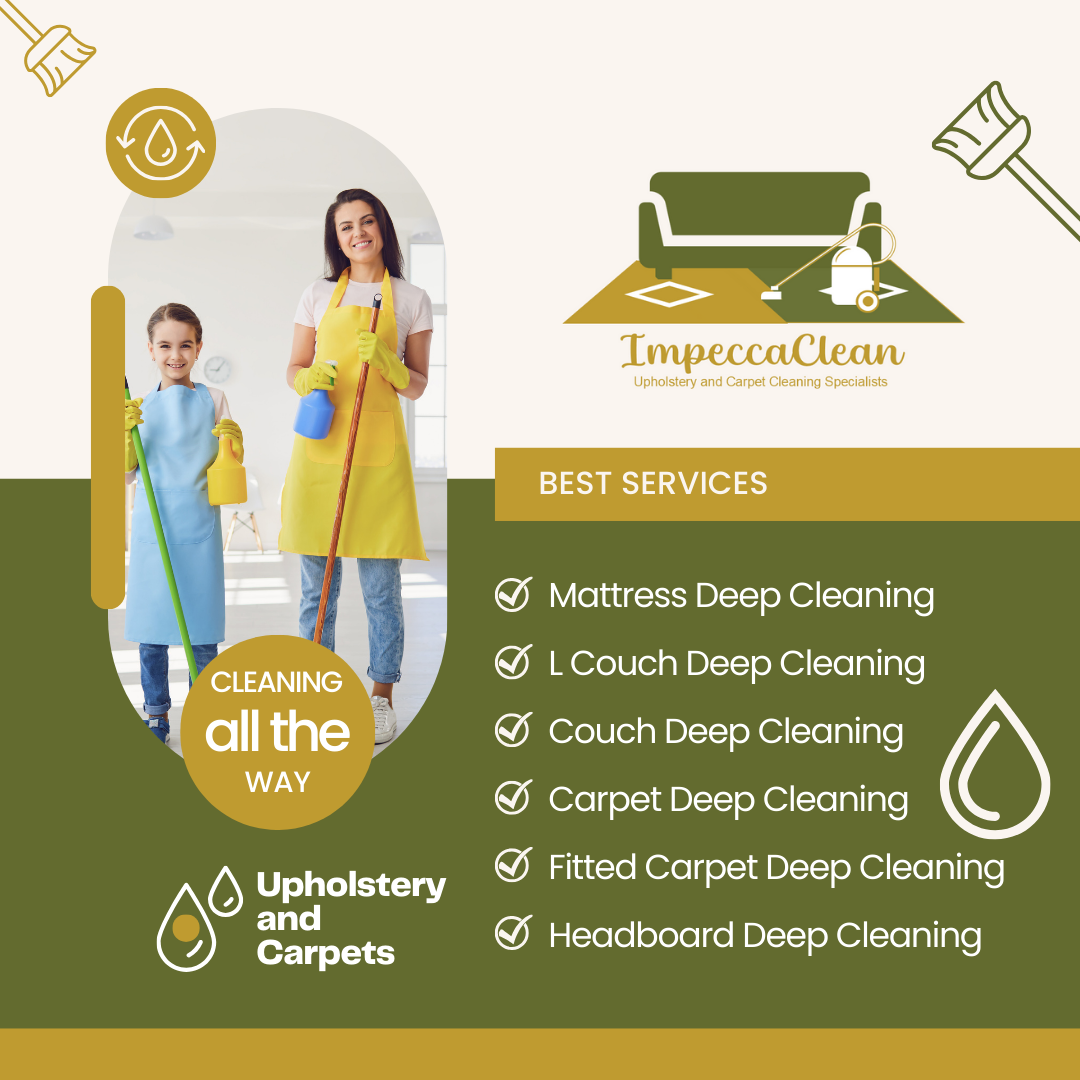 ImpeccaClean
Upholstery and Carpet Cleaning Specialists
BEST SERVICES
Mattress Deep Cleaning
L Couch Deep Cleaning
Couch Deep Cleaning
Carpet Deep Cleaning
Fitted Carpet Deep Cleaning
Headboard Deep Cleaning
CLEANING
all the
WAY
Upholstery
and
Carpets